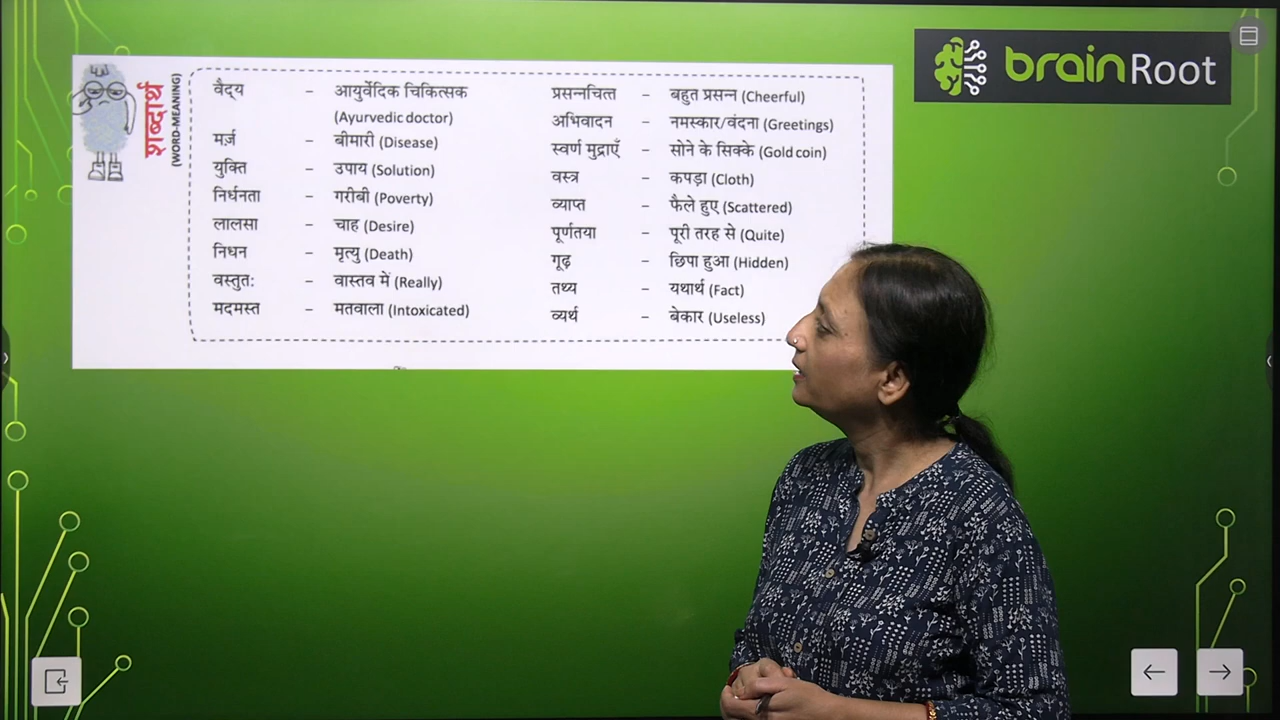 brainRoot
शब्दार्थ
(WORD-MEANING)
वैद्य – आयुर्वेदिक चिकित्सक
(Ayurvedic doctor)
मर्ज़ – बीमारी (Disease)
युक्ति – उपाय (Solution)
निर्धनता – गरीबी (Poverty)
लालसा – चाह (Desire)
निधन – मृत्यु (Death)
वस्तुतः – वास्तव में (Really)
मदमस्त – मतवाला (Intoxicated)
प्रसन्नचित्त – बहुत प्रसन्न (Cheerful)
अभिवादन – नमस्कार/वंदना (Greetings)
स्वर्ण मुद्राएँ – सोने के सिक्के (Gold coin)
वस्त्र – कपड़ा (Cloth)
व्याप्त – फैले हुए (Scattered)
पूर्णतया – पूरी तरह से (Quite)
गूढ़ – छिपा हुआ (Hidden)
तथ्य – यथार्थ (Fact)
व्यर्थ – बेकार (Useless)